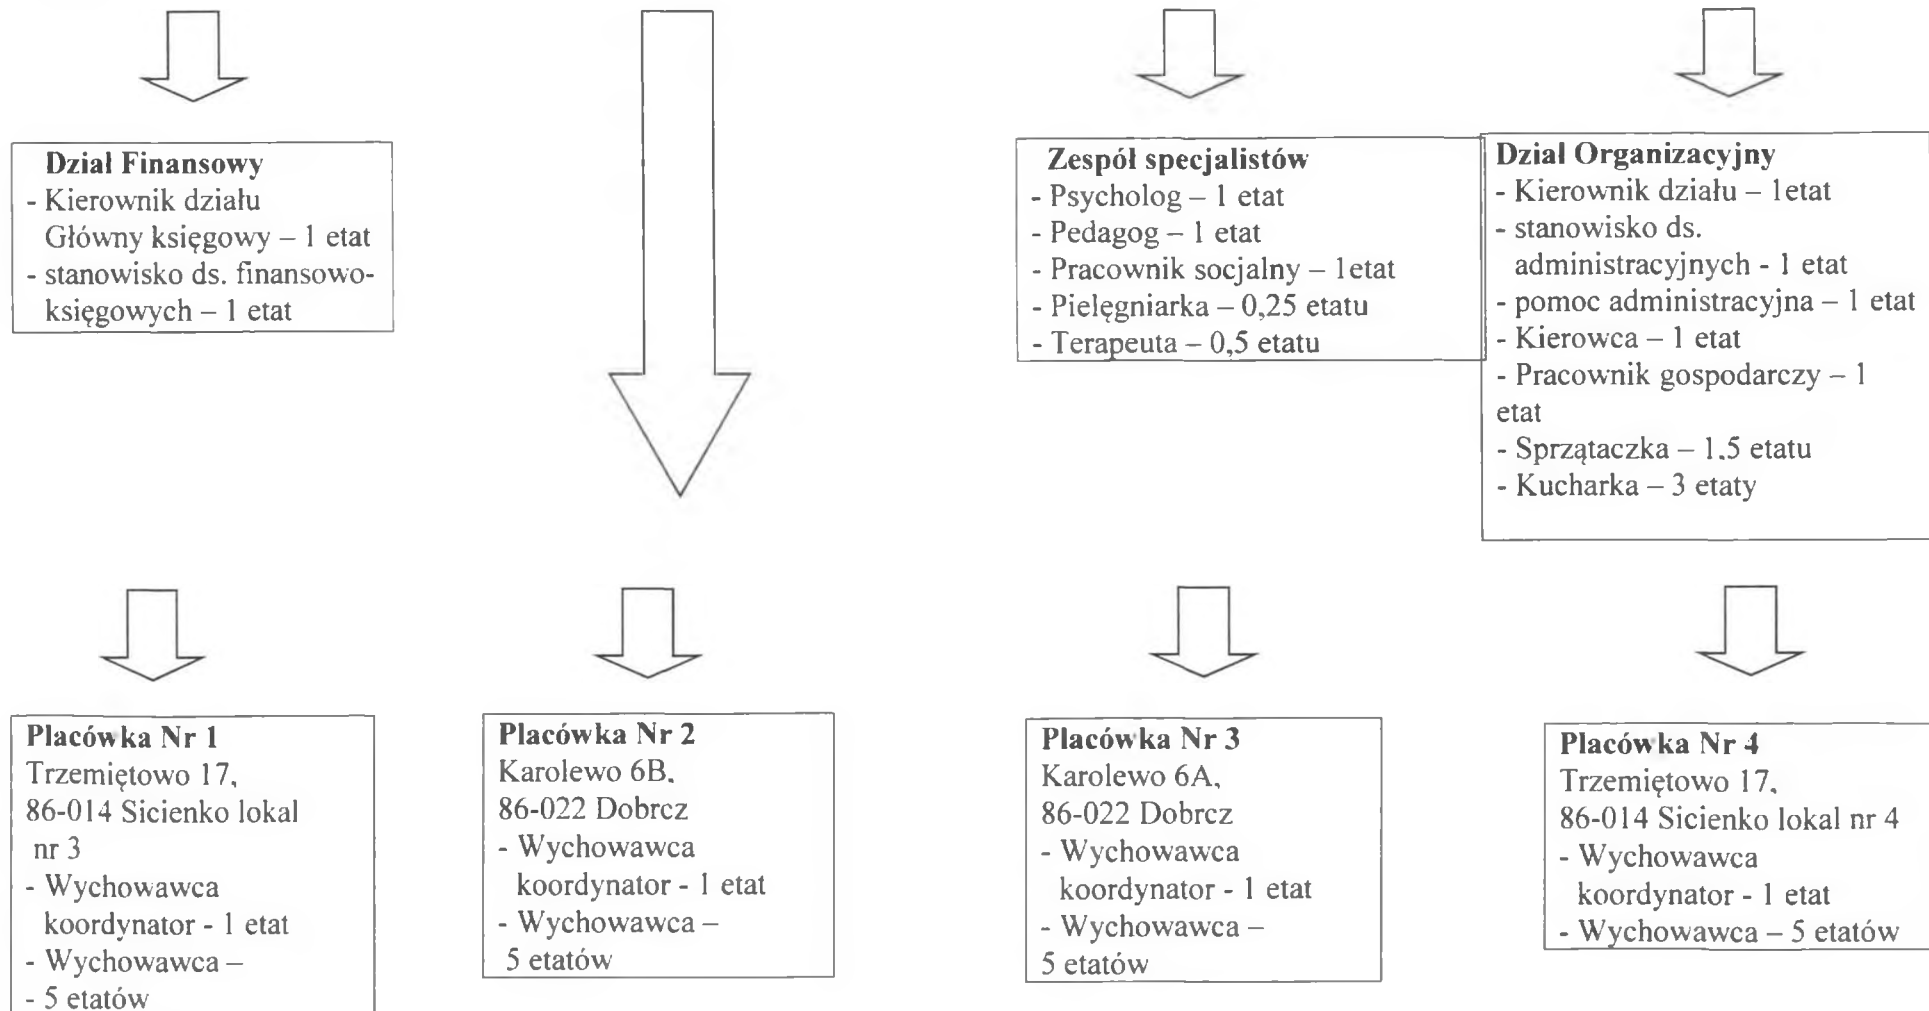 Dział Finansowy
- Kierownik działu
Główny księgowy – 1 etat
- stanowisko ds. finansowo-
księgowych – 1 etat
Zespół specjalistów
- Psycholog – 1 etat
- Pedagog – 1 etat
- Pracownik socjalny – 1etat
- Pielęgniarka – 0,25 etatu
- Terapeuta – 0,5 etatu
Dział Organizacyjny
- Kierownik działu – 1etat
- stanowisko ds.
administracyjnych - 1 etat
- pomoc administracyjna – 1 etat
- Kierowca – 1 etat
- Pracownik gospodarczy – 1
etat
- Sprzątaczka – 1,5 etatu
- Kucharka – 3 etaty
Placówka Nr 1
Trzemiętowo 17,
86-014 Sicienko lokal
nr 3
- Wychowawca
koordynator - 1 etat
- Wychowawca –
- 5 etatów
Placówka Nr 2
Karolewo 6B,
86-022 Dobrcz
- Wychowawca
koordynator - 1 etat
- Wychowawca –
5 etatów
Placówka Nr 3
Karolewo 6A,
86-022 Dobrcz
- Wychowawca
koordynator - 1 etat
- Wychowawca –
5 etatów
Placówka Nr 4
Trzemiętowo 17,
86-014 Sicienko lokal nr 4
- Wychowawca
koordynator - 1 etat
- Wychowawca – 5 etatów